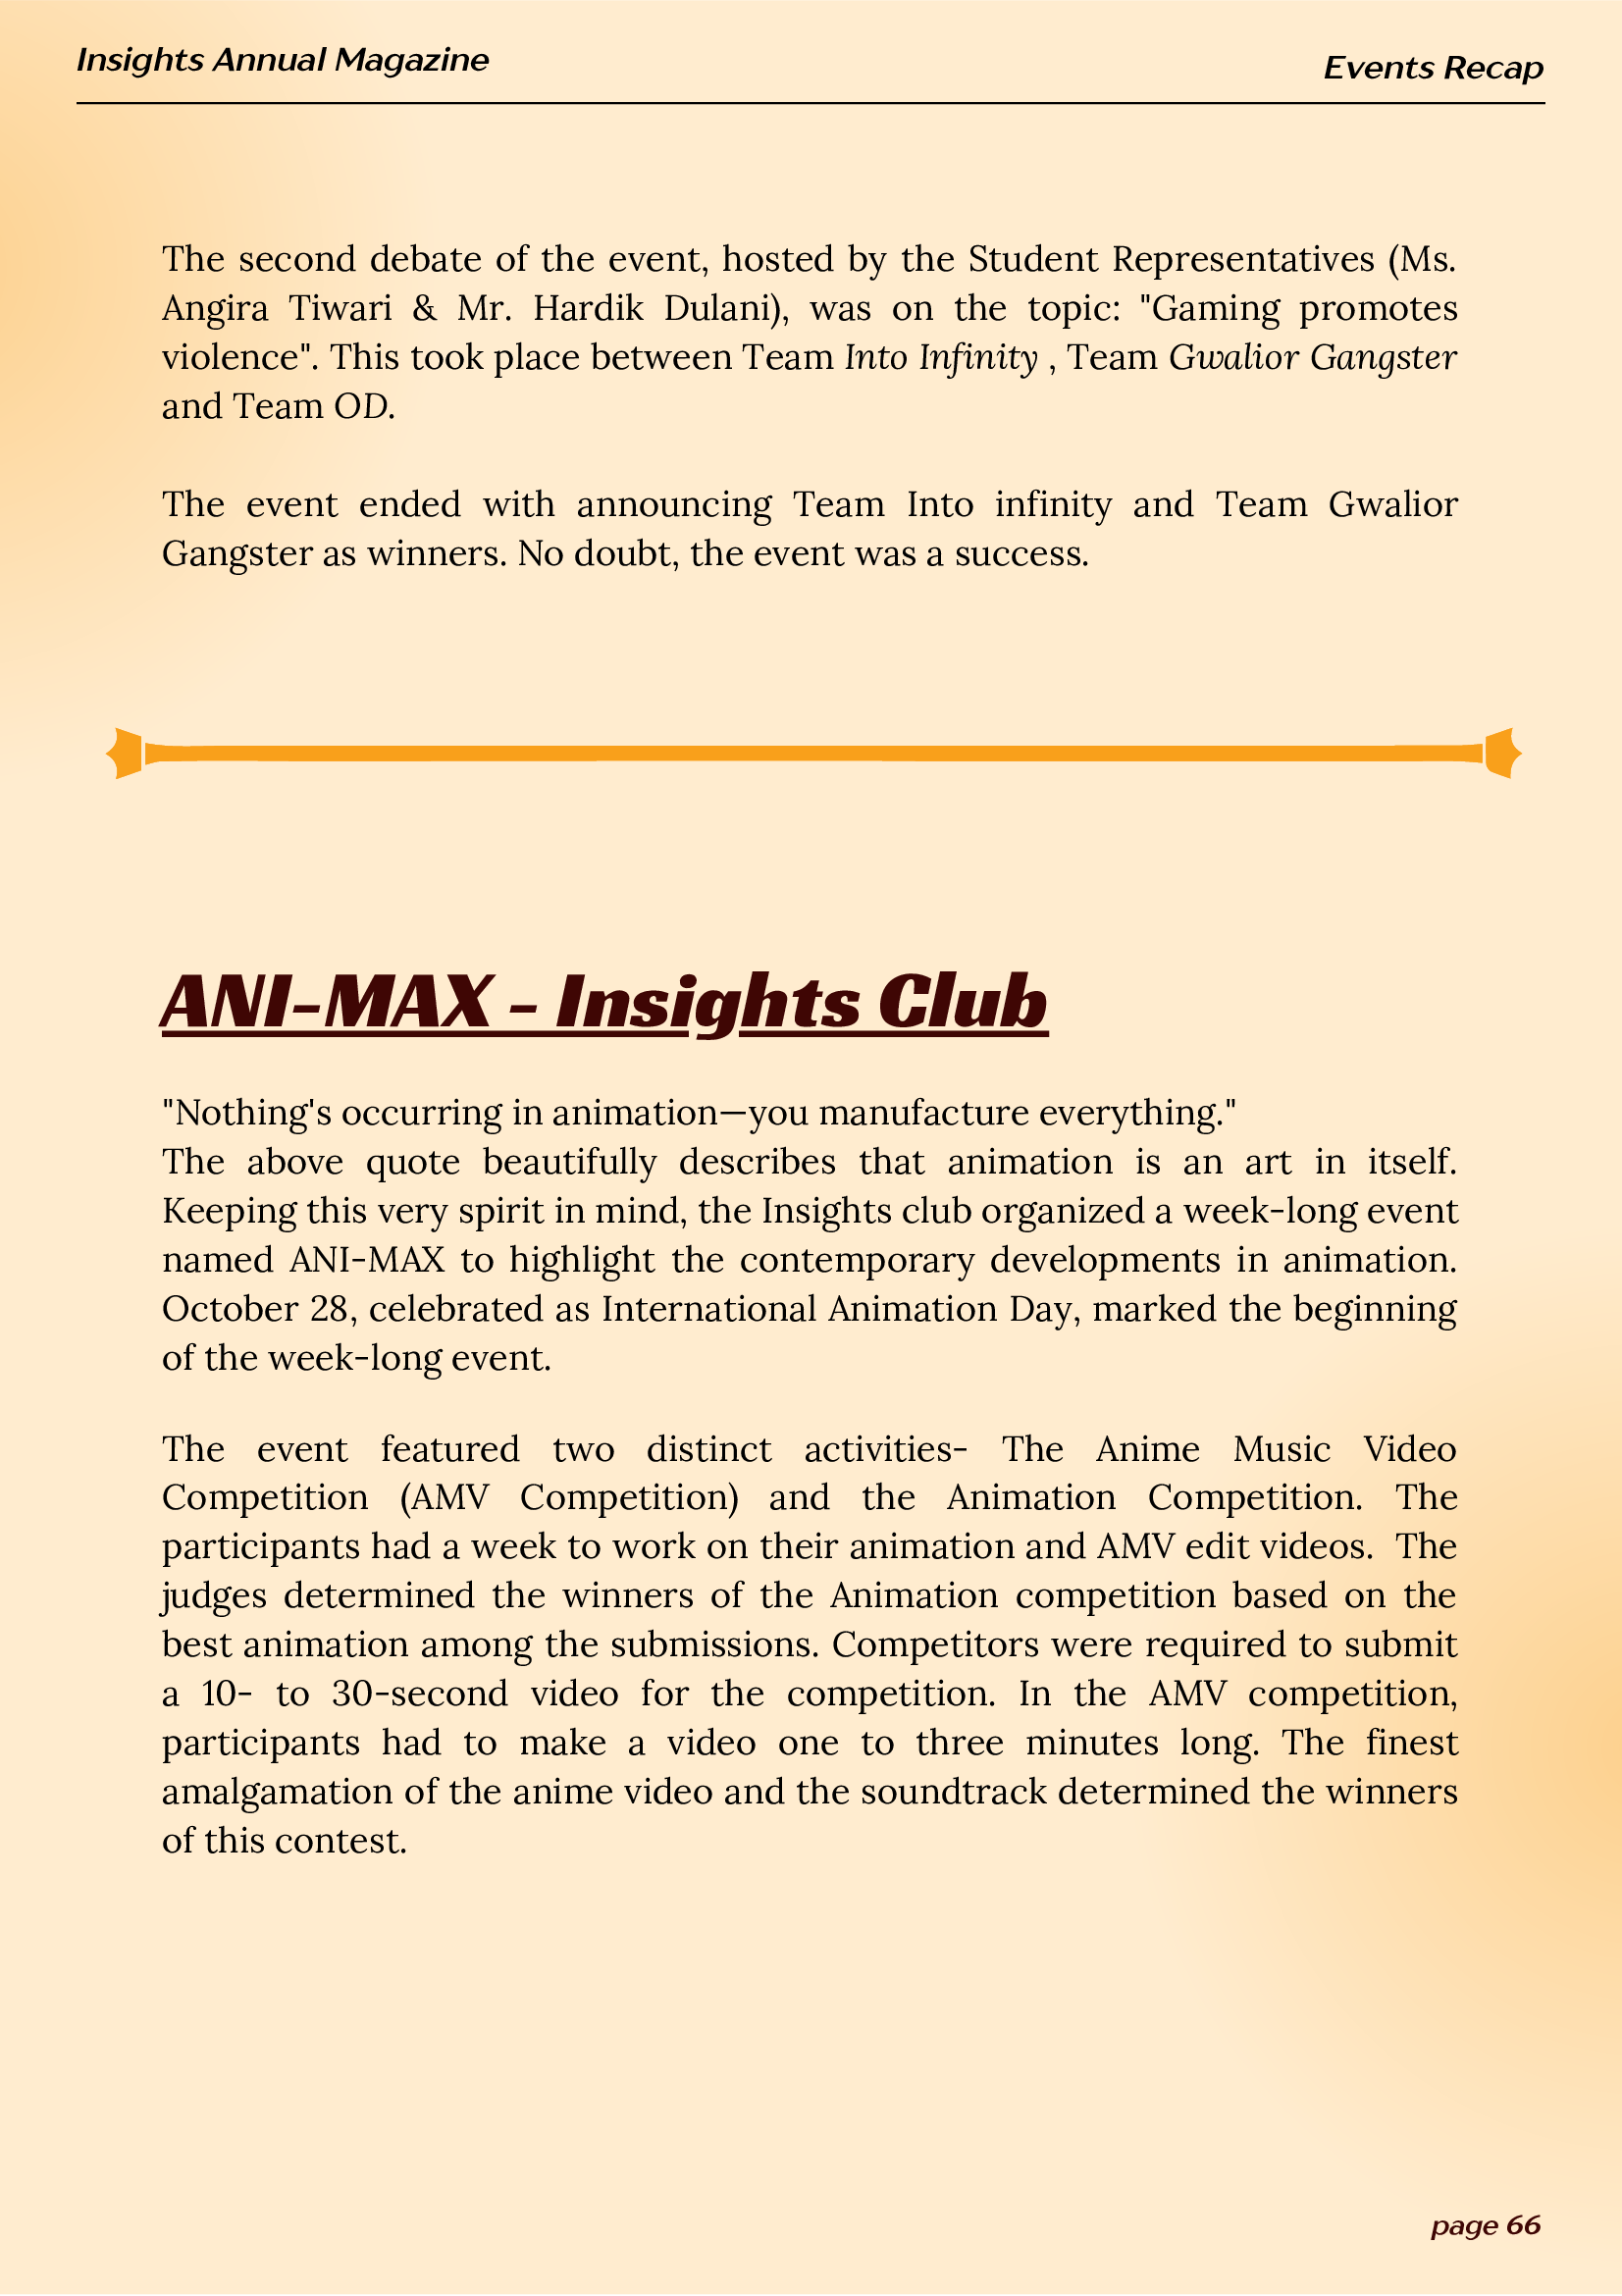 Insights Annual Magazine
Events Recap
The second debate of the event, hosted by the Student Representatives (Ms.
Angira Tiwari & Mr. Hardik Dulani), was on the topic: "Gaming promotes
violence". This took place between Team Into Infinity , Team Gwalior Gangster
and Team OD.
The event ended with announcing Team Into infinity and Team Gwalior
Gangster as winners. No doubt, the event was a success.
ANI-MAX - Insights Club
"Nothing's occurring in animation—you manufacture everything."
The above quote beautifully describes that animation is an art in itself.
Keeping this very spirit in mind, the Insights club organized a week-long event
named ANI-MAX to highlight the contemporary developments in animation.
October 28, celebrated as International Animation Day, marked the beginning
of the week-long event.
The event featured two distinct activities- The Anime Music Video
Competition (AMV Competition) and the Animation Competition. The
participants had a week to work on their animation and AMV edit videos.  The
judges determined the winners of the Animation competition based on the
best animation among the submissions. Competitors were required to submit
a 10- to 30-second video for the competition. In the AMV competition,
participants had to make a video one to three minutes long. The finest
amalgamation of the anime video and the soundtrack determined the winners
of this contest.
page 66